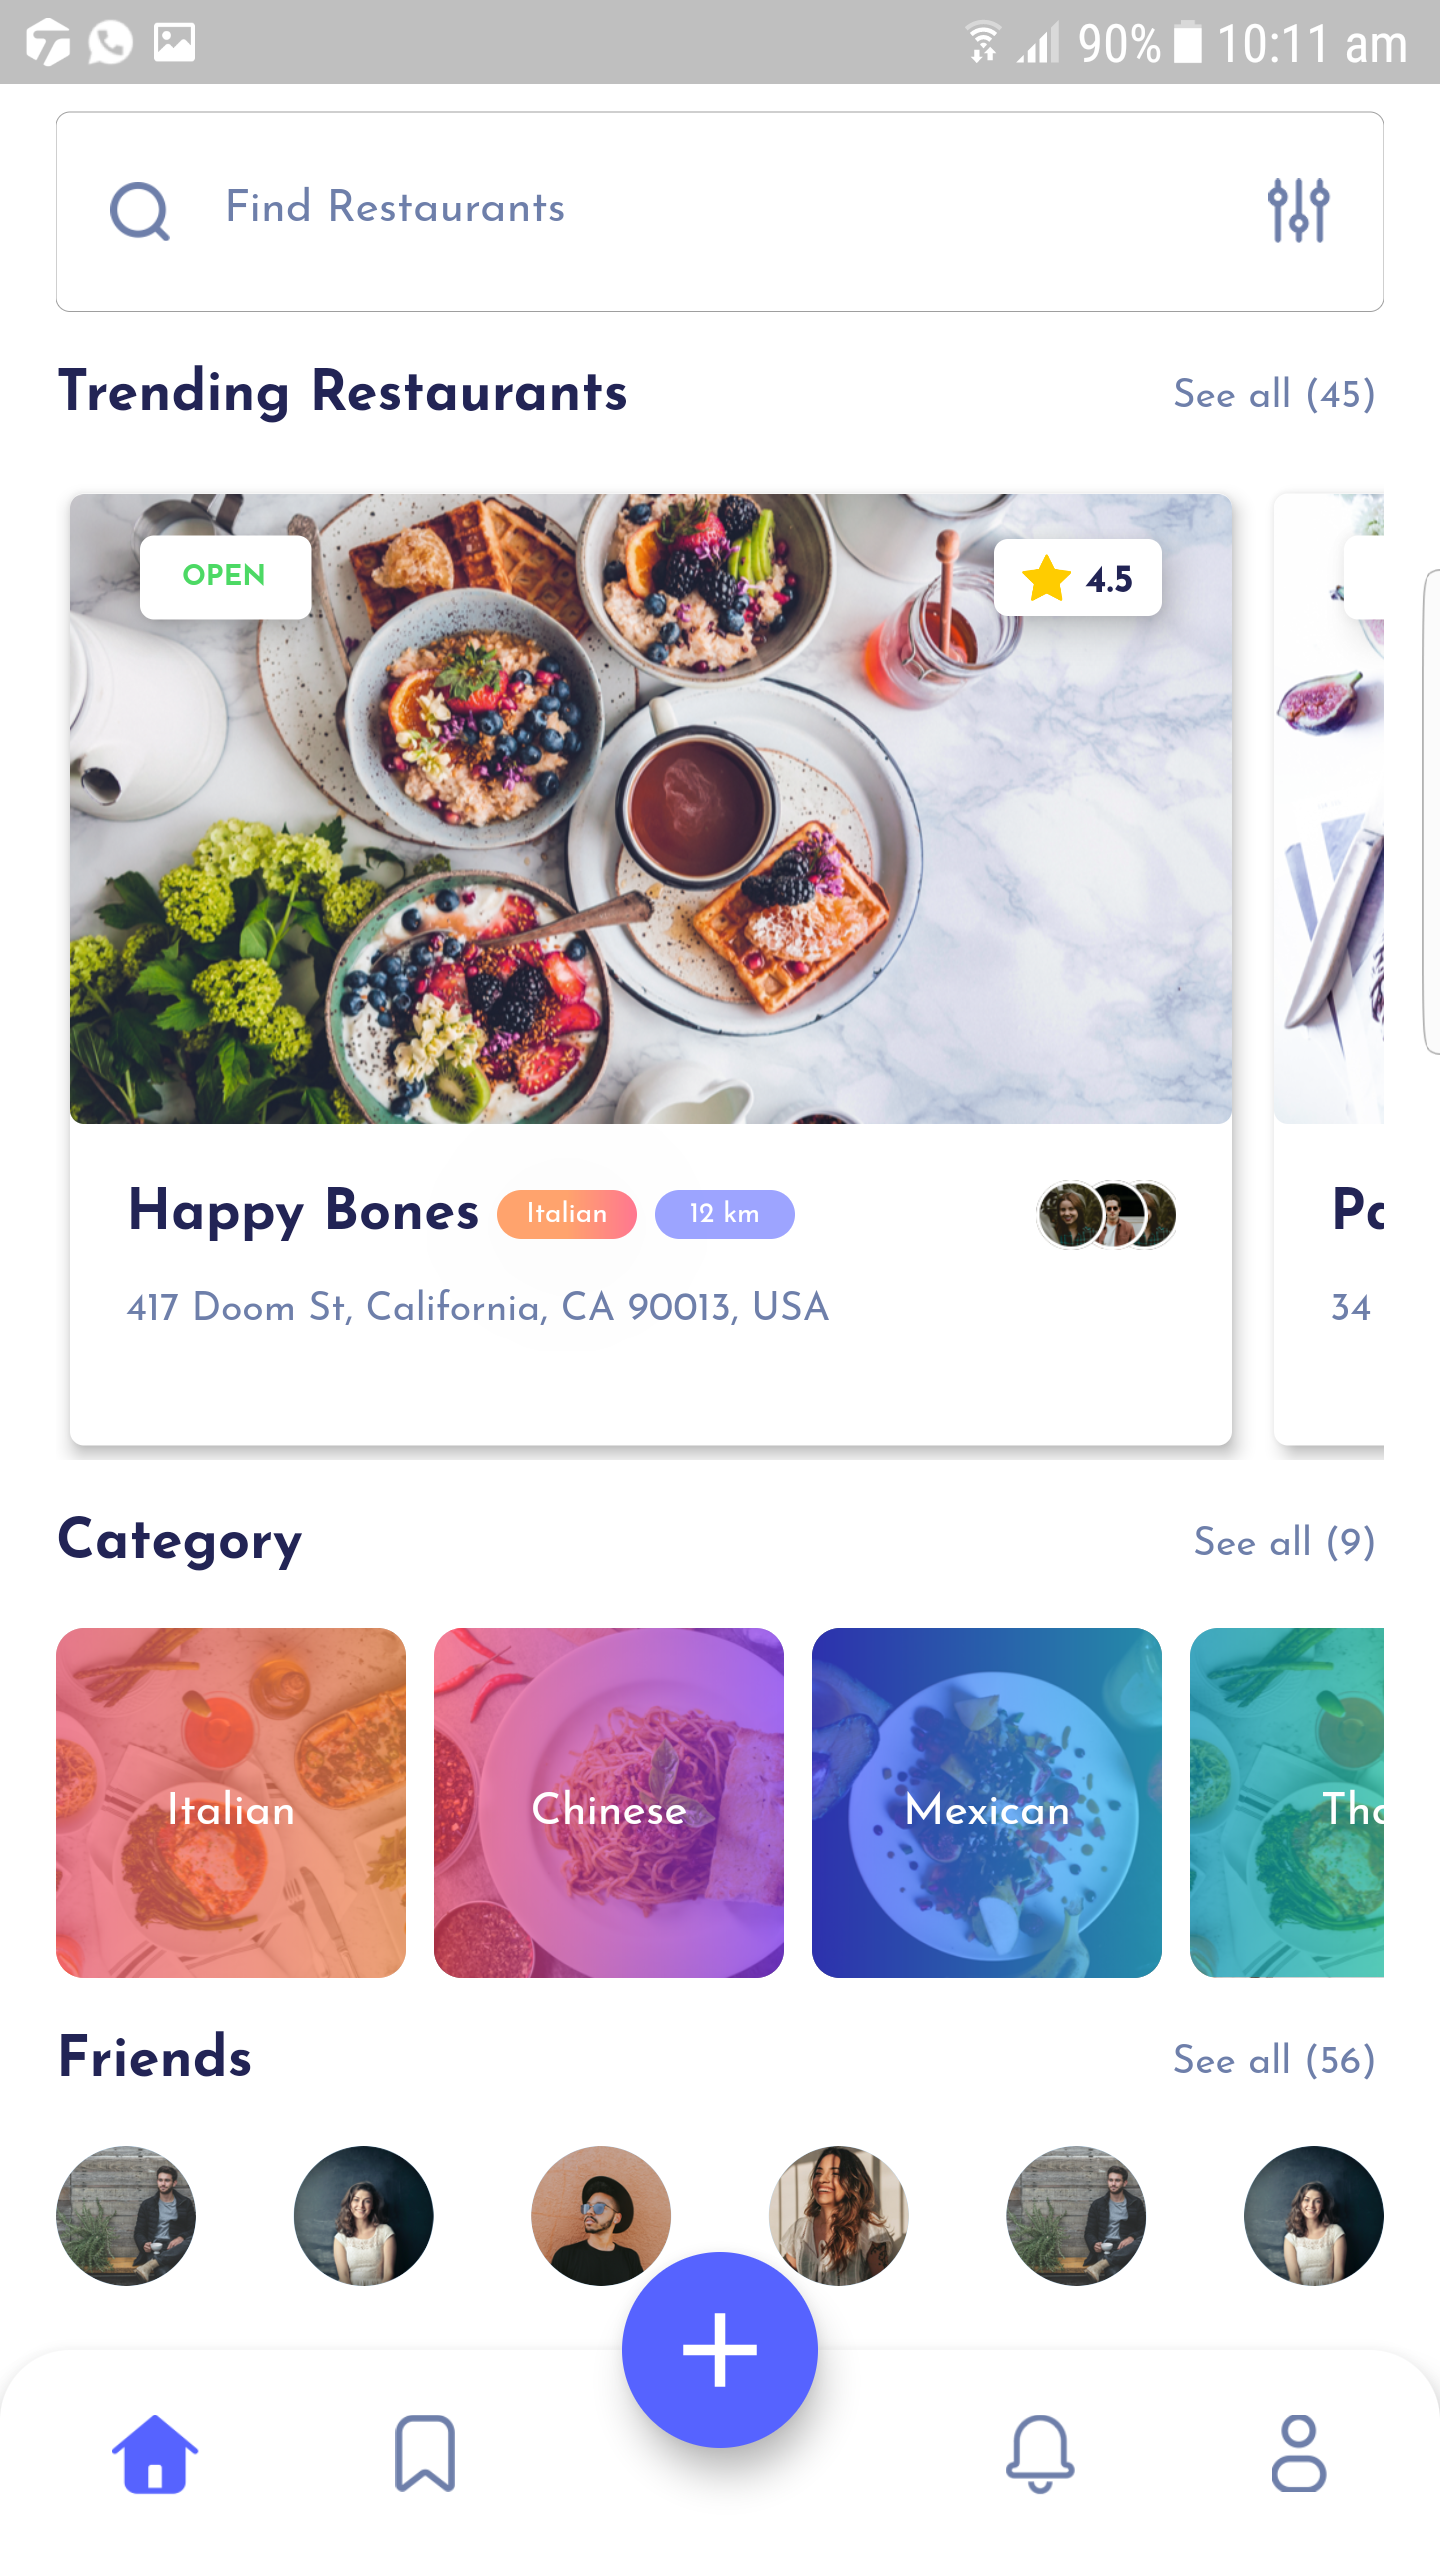 90% 10:11 am
Find Restaurants
Trending Restaurants See all (45)
OPEN 4.5
Happy Bones Italian 12 km
417 Doom St, California, CA 90013, USA
34
Category See all (9)
Italian Chinese Mexican
Friends See all (56)